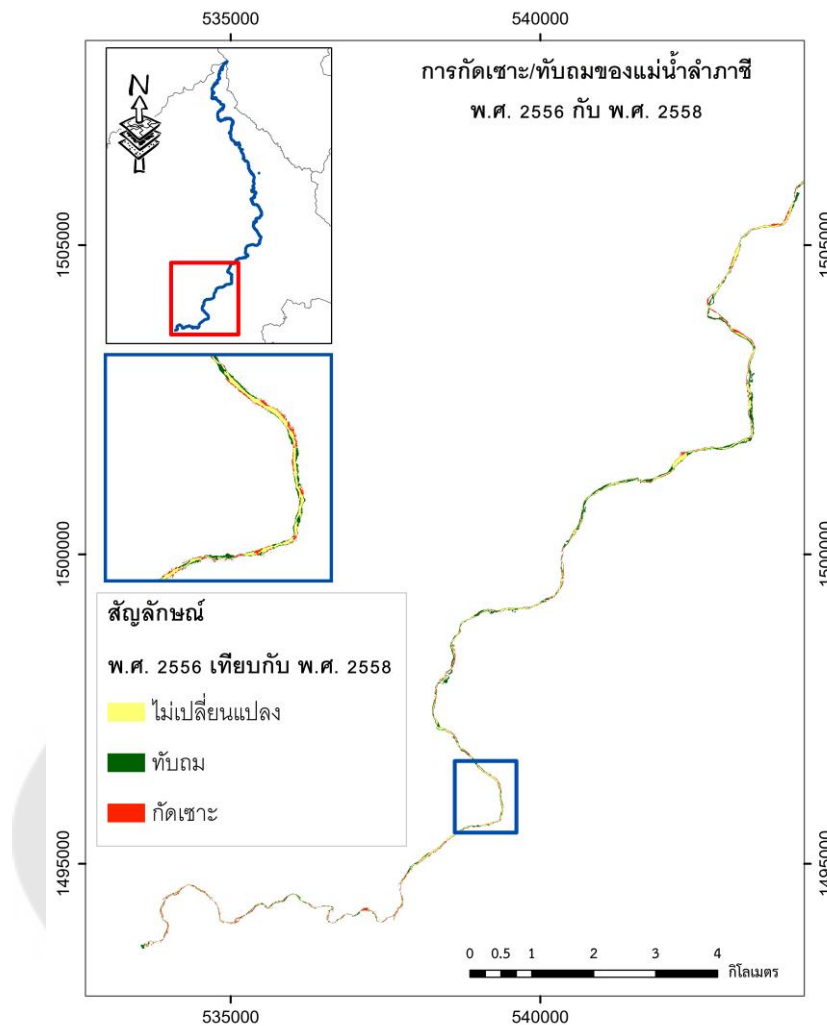 535000
540000
การกัดเซาะ/ทับถมของแม่น้ำลำภาชี
พ.ศ. 2556 กับ พ.ศ. 2558
N
1505000
1505000
1500000
1500000
สัญลักษณ์
พ.ศ. 2556 เทียบกับ พ.ศ. 2558
ไม่เปลี่ยนแปลง
ทับถม
กัดเซาะ
1495000
1495000
0 0.5 1 2 3 4
กิโลเมตร
535000
540000